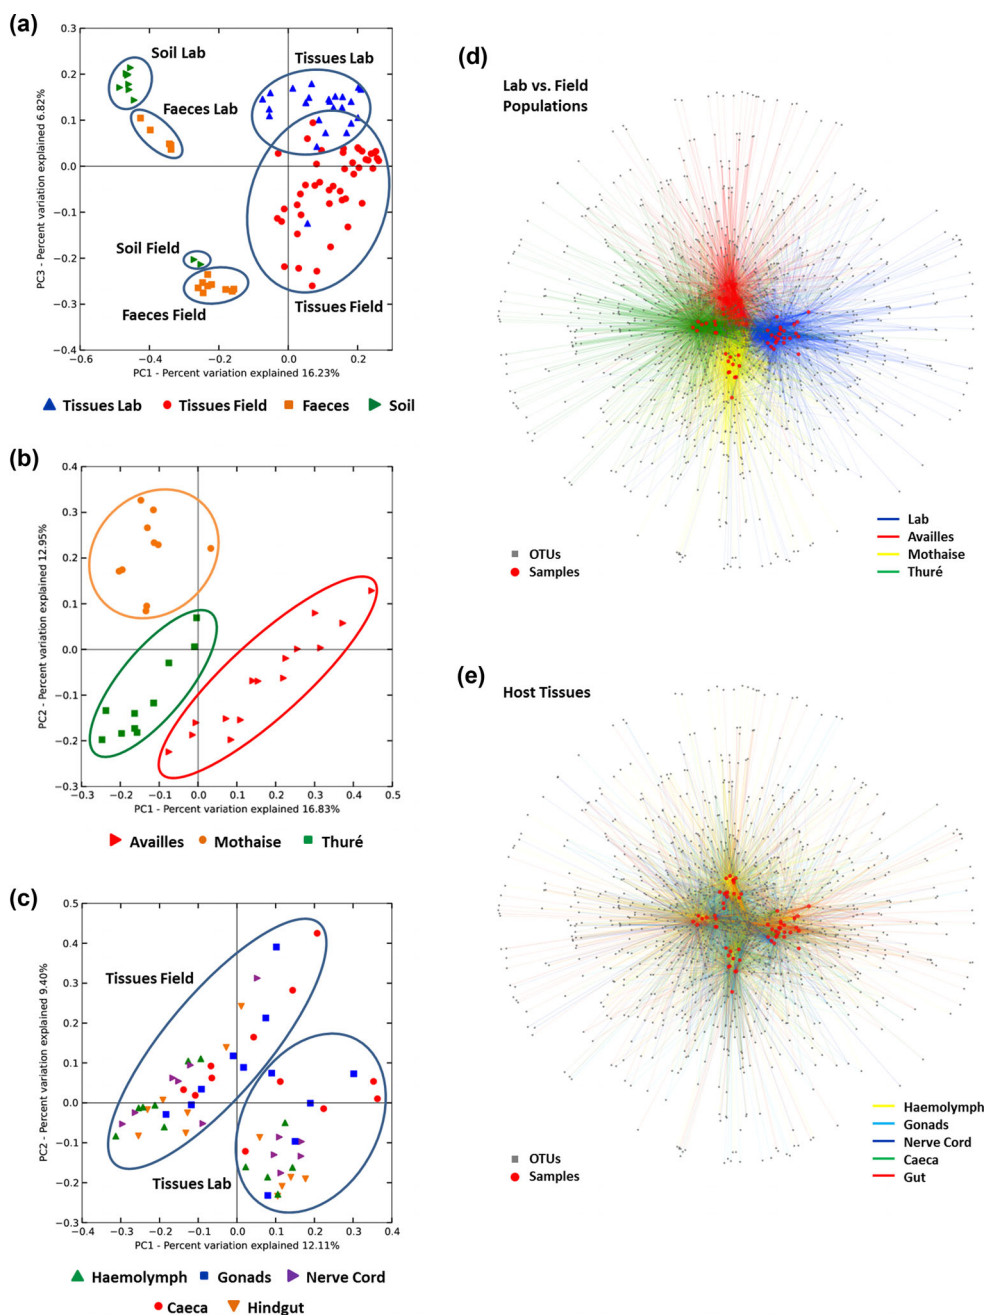 (a)
0.3
0.2
0.1
0.0
−0.1
−0.2
−0.3
−0.4
PC3 - Percent variation explained 6.82%
Soil Lab
Tissues Lab
Faeces Lab
Soil Field
Faeces Field
Tissues Field
−0.6
−0.4
−0.2
0.0
0.2
PC1 - Percent variation explained 16.23%
Tissues Lab
Tissues Field
Faeces
Soil
(b)
0.4
0.3
0.2
0.1
0.0
−0.1
−0.2
−0.3
PC2 - Percent variation explained 12.95%
−0.3
−0.2
−0.1
0.0
0.1
0.2
0.3
0.4
0.5
PC1 - Percent variation explained 16.83%
Availles
Mothaise
Thuré
(c)
0.5
0.4
0.3
0.2
0.1
0.0
−0.1
−0.2
−0.3
PC2 - Percent variation explained 9.40%
Tissues Field
Tissues Lab
−0.4
−0.3
−0.2
−0.1
0.0
0.1
0.2
0.3
0.4
PC1 - Percent variation explained 12.11%
Haemolymph
Gonads
Nerve Cord
Caeca
Hindgut
(d)
Lab vs. Field
Populations
OTUs
Samples
Lab
Availles
Mothaise
Thuré
(e)
Host Tissues
OTUs
Samples
Haemolymph
Gonads
Nerve Cord
Caeca
Gut